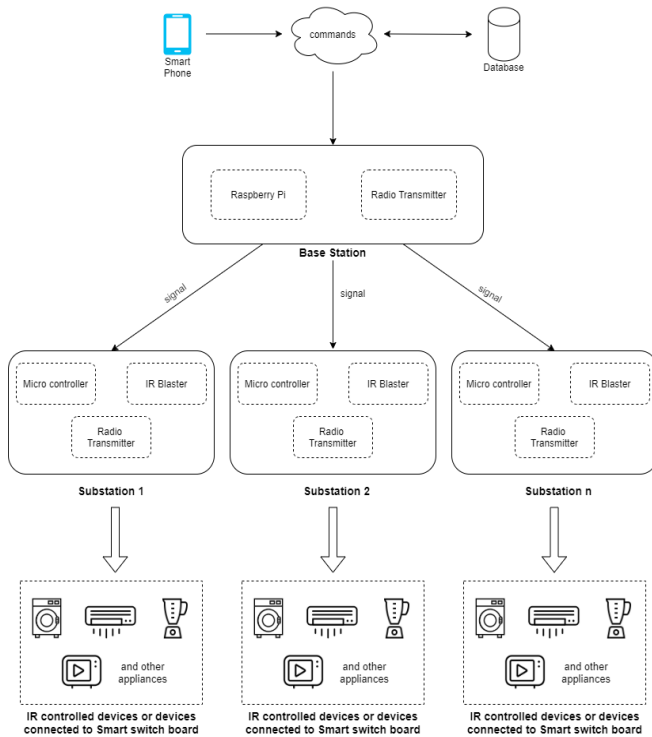 Smart
Phone
commands
Database
Raspberry Pi
Radio Transmitter
Base Station
signal
signal
signal
Micro controller
IR Blaster
Radio
Transmitter
Micro controller
IR Blaster
Radio
Transmitter
Micro controller
IR Blaster
Radio
Transmitter
Substation 1
Substation 2
Substation n
and other
appliances
and other
appliances
and other
appliances
IR controlled devices or devices
connected to Smart switch board
IR controlled devices or devices
connected to Smart switch board
IR controlled devices or devices
connected to Smart switch board